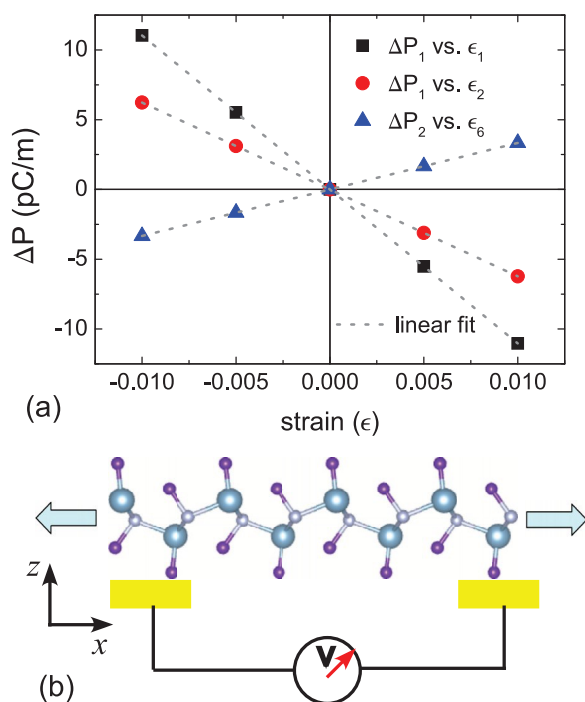 10
5
0
-5
-10
ΔP (pC/m)
ΔP₁ vs. ϵ₁
ΔP₁ vs. ϵ₂
ΔP₂ vs. ϵ₆
linear fit
-0.010 -0.005 0.000 0.005 0.010
(a)
strain (ϵ)
z
x
V
(b)